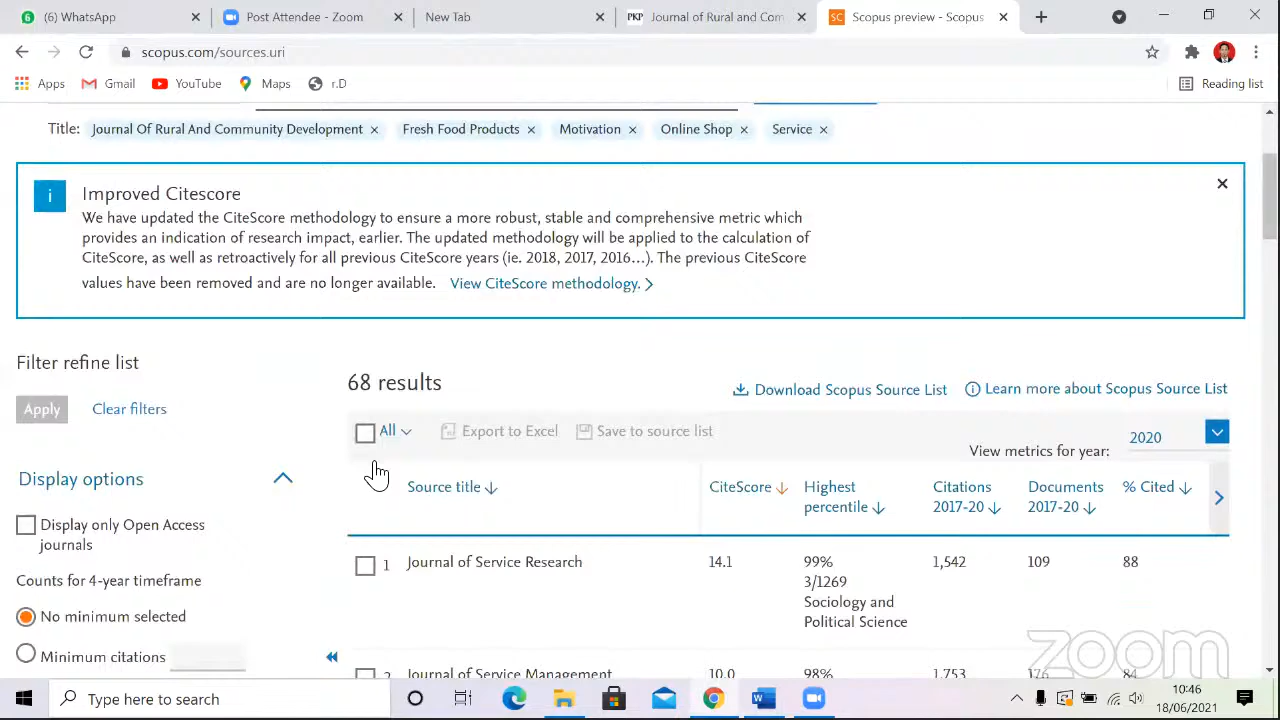 (6) WhatsApp
Post Attendee - Zoom
New Tab
PKP Journal of Rural and Com
SC Scopus preview - Scopus
scopus.com/sources.uri
Apps Gmail YouTube Maps r.D Reading list
Title: Journal Of Rural And Community Development × Fresh Food Products × Motivation × Online Shop × Service ×
i Improved Citescore
We have updated the CiteScore methodology to ensure a more robust, stable and comprehensive metric which
provides an indication of research impact, earlier. The updated methodology will be applied to the calculation of
CiteScore, as well as retroactively for all previous CiteScore years (ie. 2018, 2017, 2016...). The previous CiteScore
values have been removed and are no longer available. View CiteScore methodology. >
Filter refine list
Apply Clear filters
68 results
Download Scopus Source List Learn more about Scopus Source List
All Export to Excel Save to source list
View metrics for year: 2020
Display options
Display only Open Access
journals
Counts for 4-year timeframe
No minimum selected
Minimum citations
Source title ↓ CiteScore ↓ Highest
percentile ↓ Citations
2017-20 ↓ Documents
2017-20 ↓ % Cited ↓
1 Journal of Service Research 14.1 99% 1,542 109 88
3/1269
Sociology and
Political Science
2 Journal of Service Management 10.0 98% 1,753 176 84
zoom
Type here to search
10:46
18/06/2021